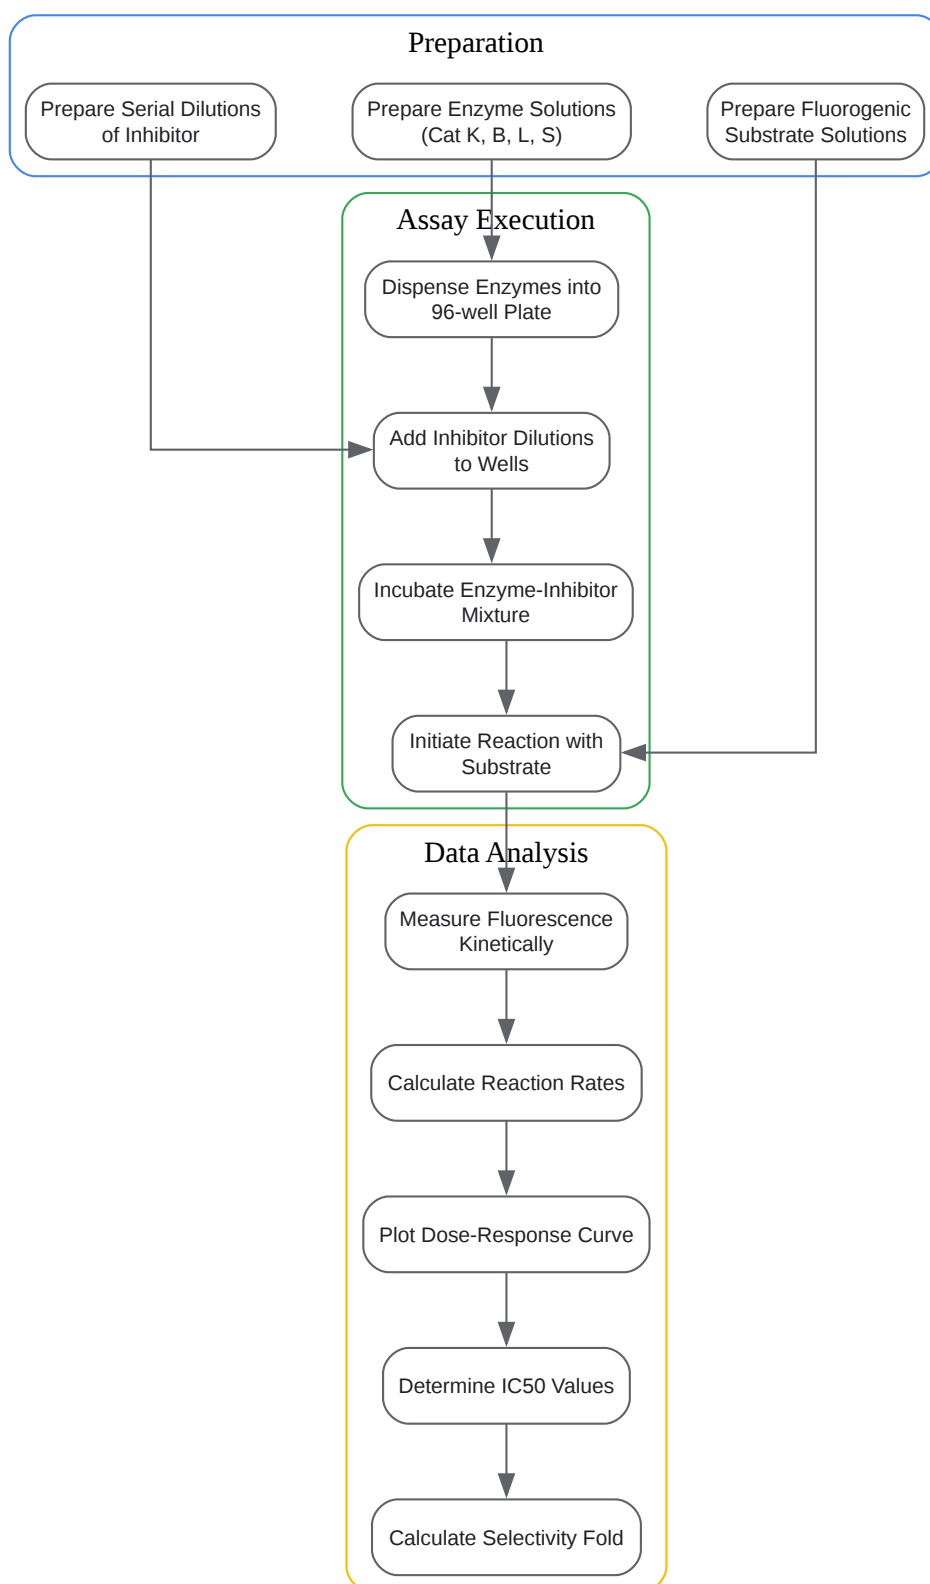 Preparation
Prepare Serial Dilutions
of Inhibitor
Prepare Enzyme Solutions
(Cat K, B, L, S)
Prepare Fluorogenic
Substrate Solutions
Assay Execution
Dispense Enzymes into
96-well Plate
Add Inhibitor Dilutions
to Wells
Incubate Enzyme-Inhibitor
Mixture
Initiate Reaction with
Substrate
Data Analysis
Measure Fluorescence
Kinetically
Calculate Reaction Rates
Plot Dose-Response Curve
Determine IC50 Values
Calculate Selectivity Fold